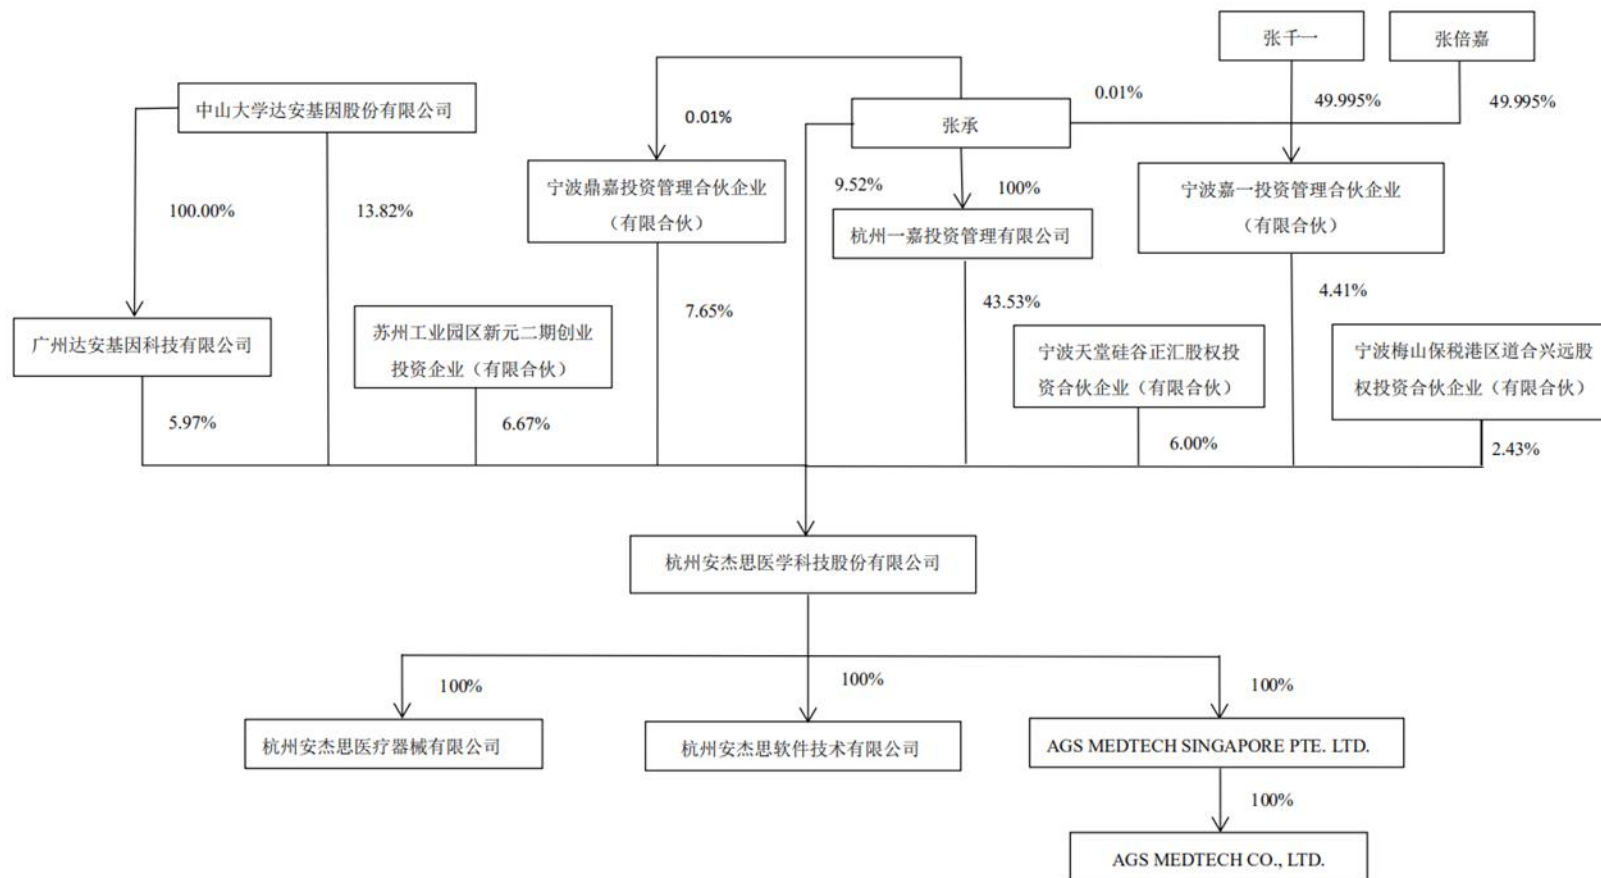 张千一
张倍嘉
中山大学达安基因股份有限公司
张承
0.01%
49.995%
49.995%
0.01%
宁波鼎嘉投资管理合伙企业
（有限合伙）
9.52%
100%
宁波嘉一投资管理合伙企业
（有限合伙）
100.00%
13.82%
杭州一嘉投资管理有限公司
7.65%
43.53%
4.41%
广州达安基因科技有限公司
苏州工业园区新元二期创业
投资企业（有限合伙）
宁波天堂硅谷正汇股权投
资合伙企业（有限合伙）
宁波梅山保税港区道合兴远股
权投资合伙企业（有限合伙）
5.97%
6.67%
6.00%
2.43%
杭州安杰思医学科技股份有限公司
100%
100%
100%
杭州安杰思医疗器械有限公司
杭州安杰思软件技术有限公司
AGS MEDTECH SINGAPORE PTE. LTD.
100%
AGS MEDTECH CO., LTD.